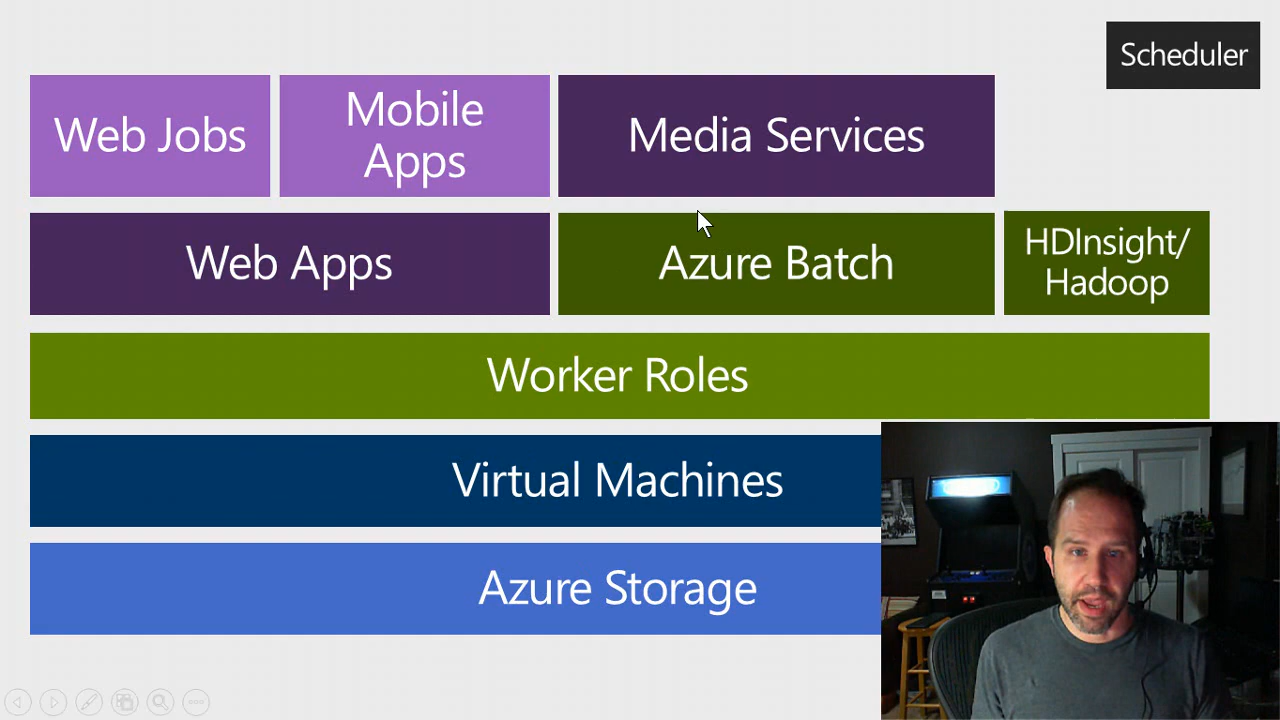 Scheduler
Web Jobs
Mobile
Apps
Media Services
Web Apps
Azure Batch
HDInsight/
Hadoop
Worker Roles
Virtual Machines
Azure Storage